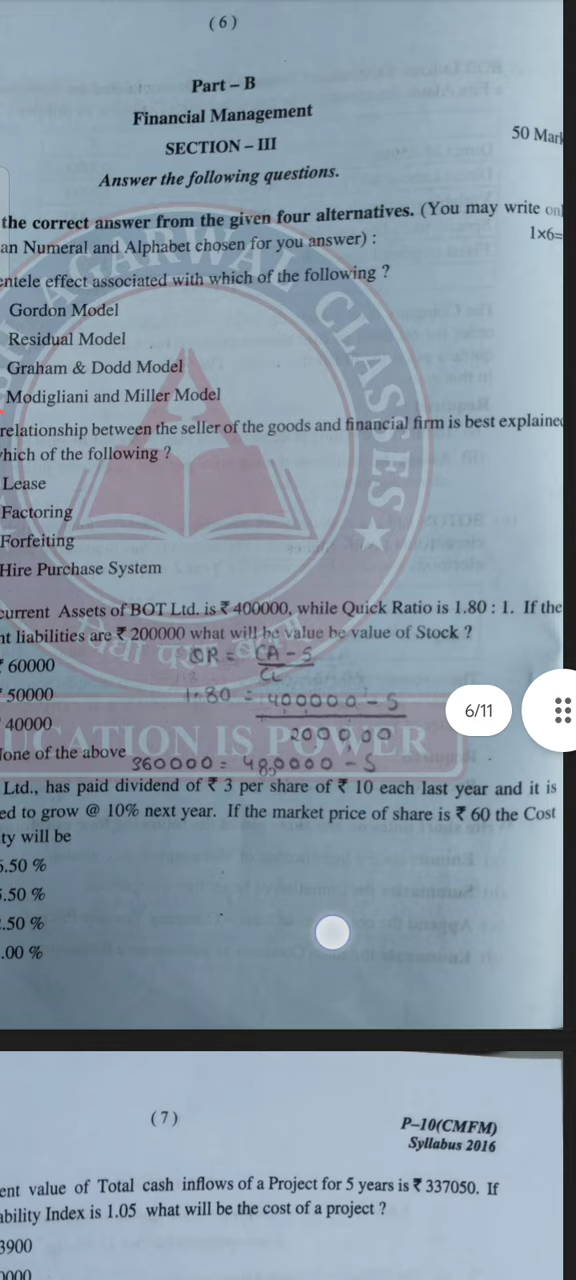 (6)
Part – B
Financial Management
SECTION – III
50 Mark
Answer the following questions.
the correct answer from the given four alternatives. (You may write onl
an Numeral and Alphabet chosen for you answer) :
1×6=
entele effect associated with which of the following ?
Gordon Model
Residual Model
Graham & Dodd Model
Modigliani and Miller Model
relationship between the seller of the goods and financial firm is best explained
which of the following ?
Lease
Factoring
Forfeiting
Hire Purchase System
current Assets of BOT Ltd. is ₹ 400000, while Quick Ratio is 1.80 : 1. If the
nt liabilities are ₹ 200000 what will be value be value of Stock ?
₹ 60000
QR = CA - S
CL
50000
1.80 = 400000 - S
200000
40000
6/11
None of the above
360000 = 400000 - S
Ltd., has paid dividend of ₹ 3 per share of ₹ 10 each last year and it is
ed to grow @ 10% next year. If the market price of share is ₹ 60 the Cost
ty will be
5.50 %
.50 %
.50 %
.00 %
AGARWAL CLASSES
EDUCATION IS POWER
(7)
P–10(CMFM)
Syllabus 2016
ent value of Total cash inflows of a Project for 5 years is ₹ 337050. If
ability Index is 1.05 what will be the cost of a project ?
3900
0000